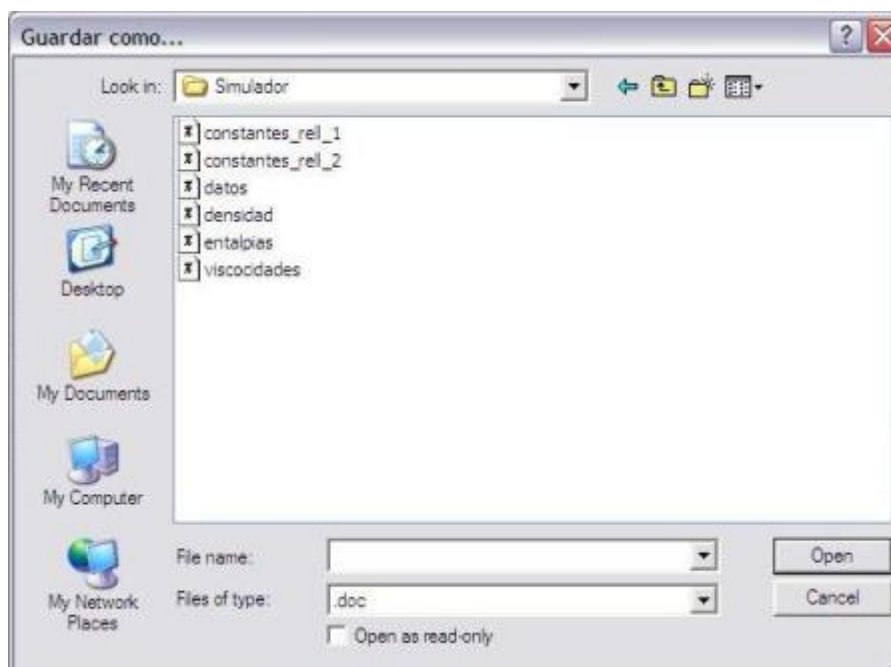 Guardar como...
Look in: Simulador
constantes_rell_1
constantes_rell_2
datos
densidad
entalpias
viscocidades
My Recent
Documents
Desktop
My Documents
My Computer
My Network
Places
File name:
Open
Files of type: .doc
Cancel
Open as read-only